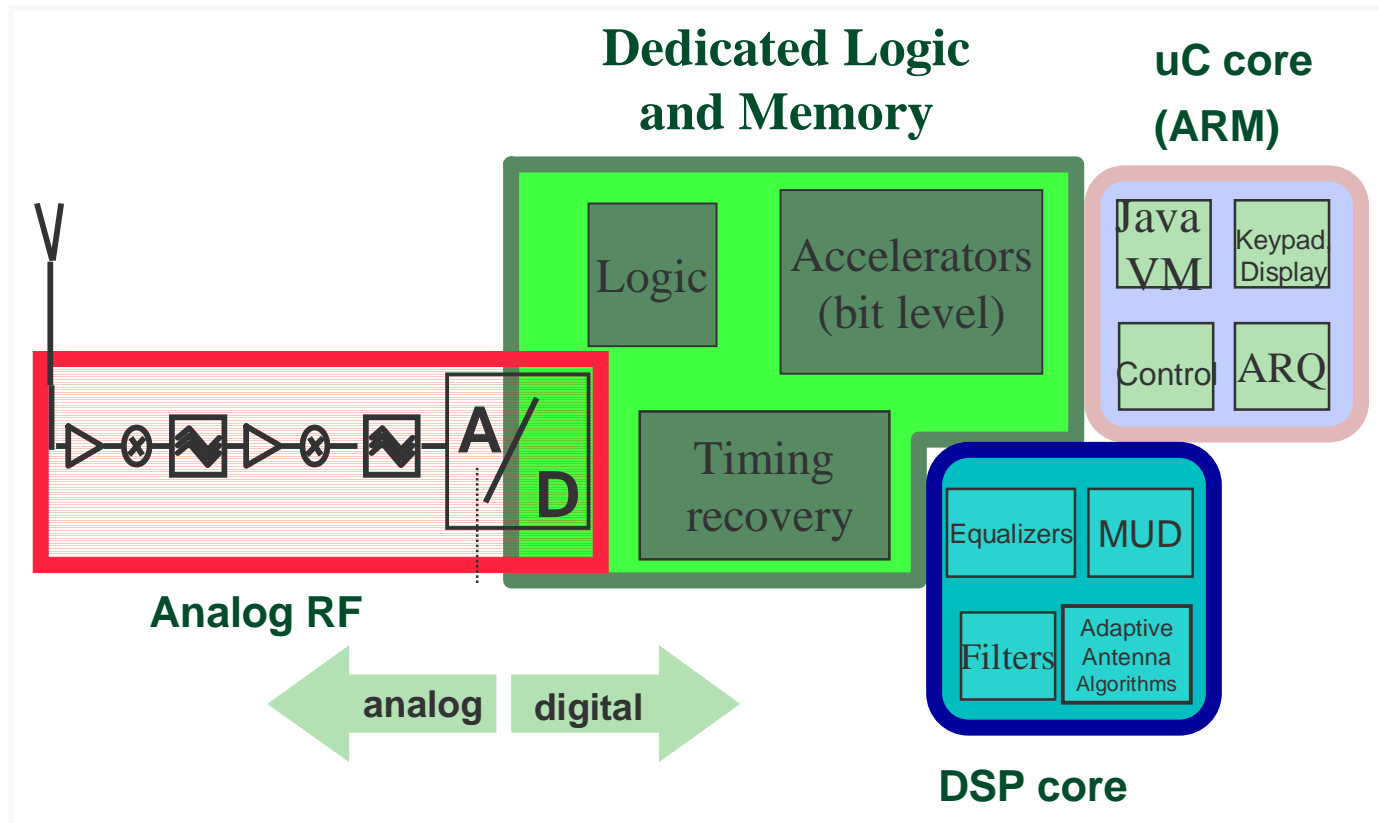 Dedicated Logic
and Memory
uC core
(ARM)
Java
VM
Keypad,
Display
Control
ARQ
Logic
Accelerators
(bit level)
Timing
recovery
A
D
Equalizers
MUD
Filters
Adaptive
Antenna
Algorithms
Analog RF
analog
digital
DSP core